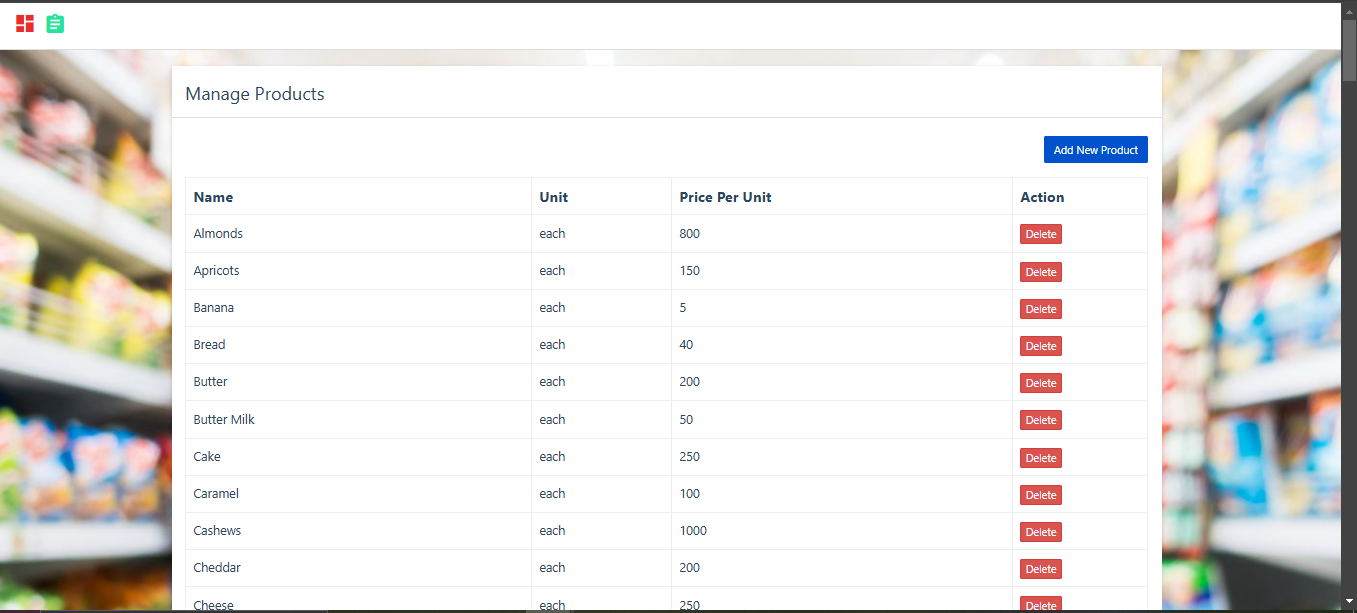 Manage Products
Add New Product
Name Unit Price Per Unit Action
Almonds each 800 Delete
Apricots each 150 Delete
Banana each 5 Delete
Bread each 40 Delete
Butter each 200 Delete
Butter Milk each 50 Delete
Cake each 250 Delete
Caramel each 100 Delete
Cashews each 1000 Delete
Cheddar each 200 Delete
Cheese each 250 Delete